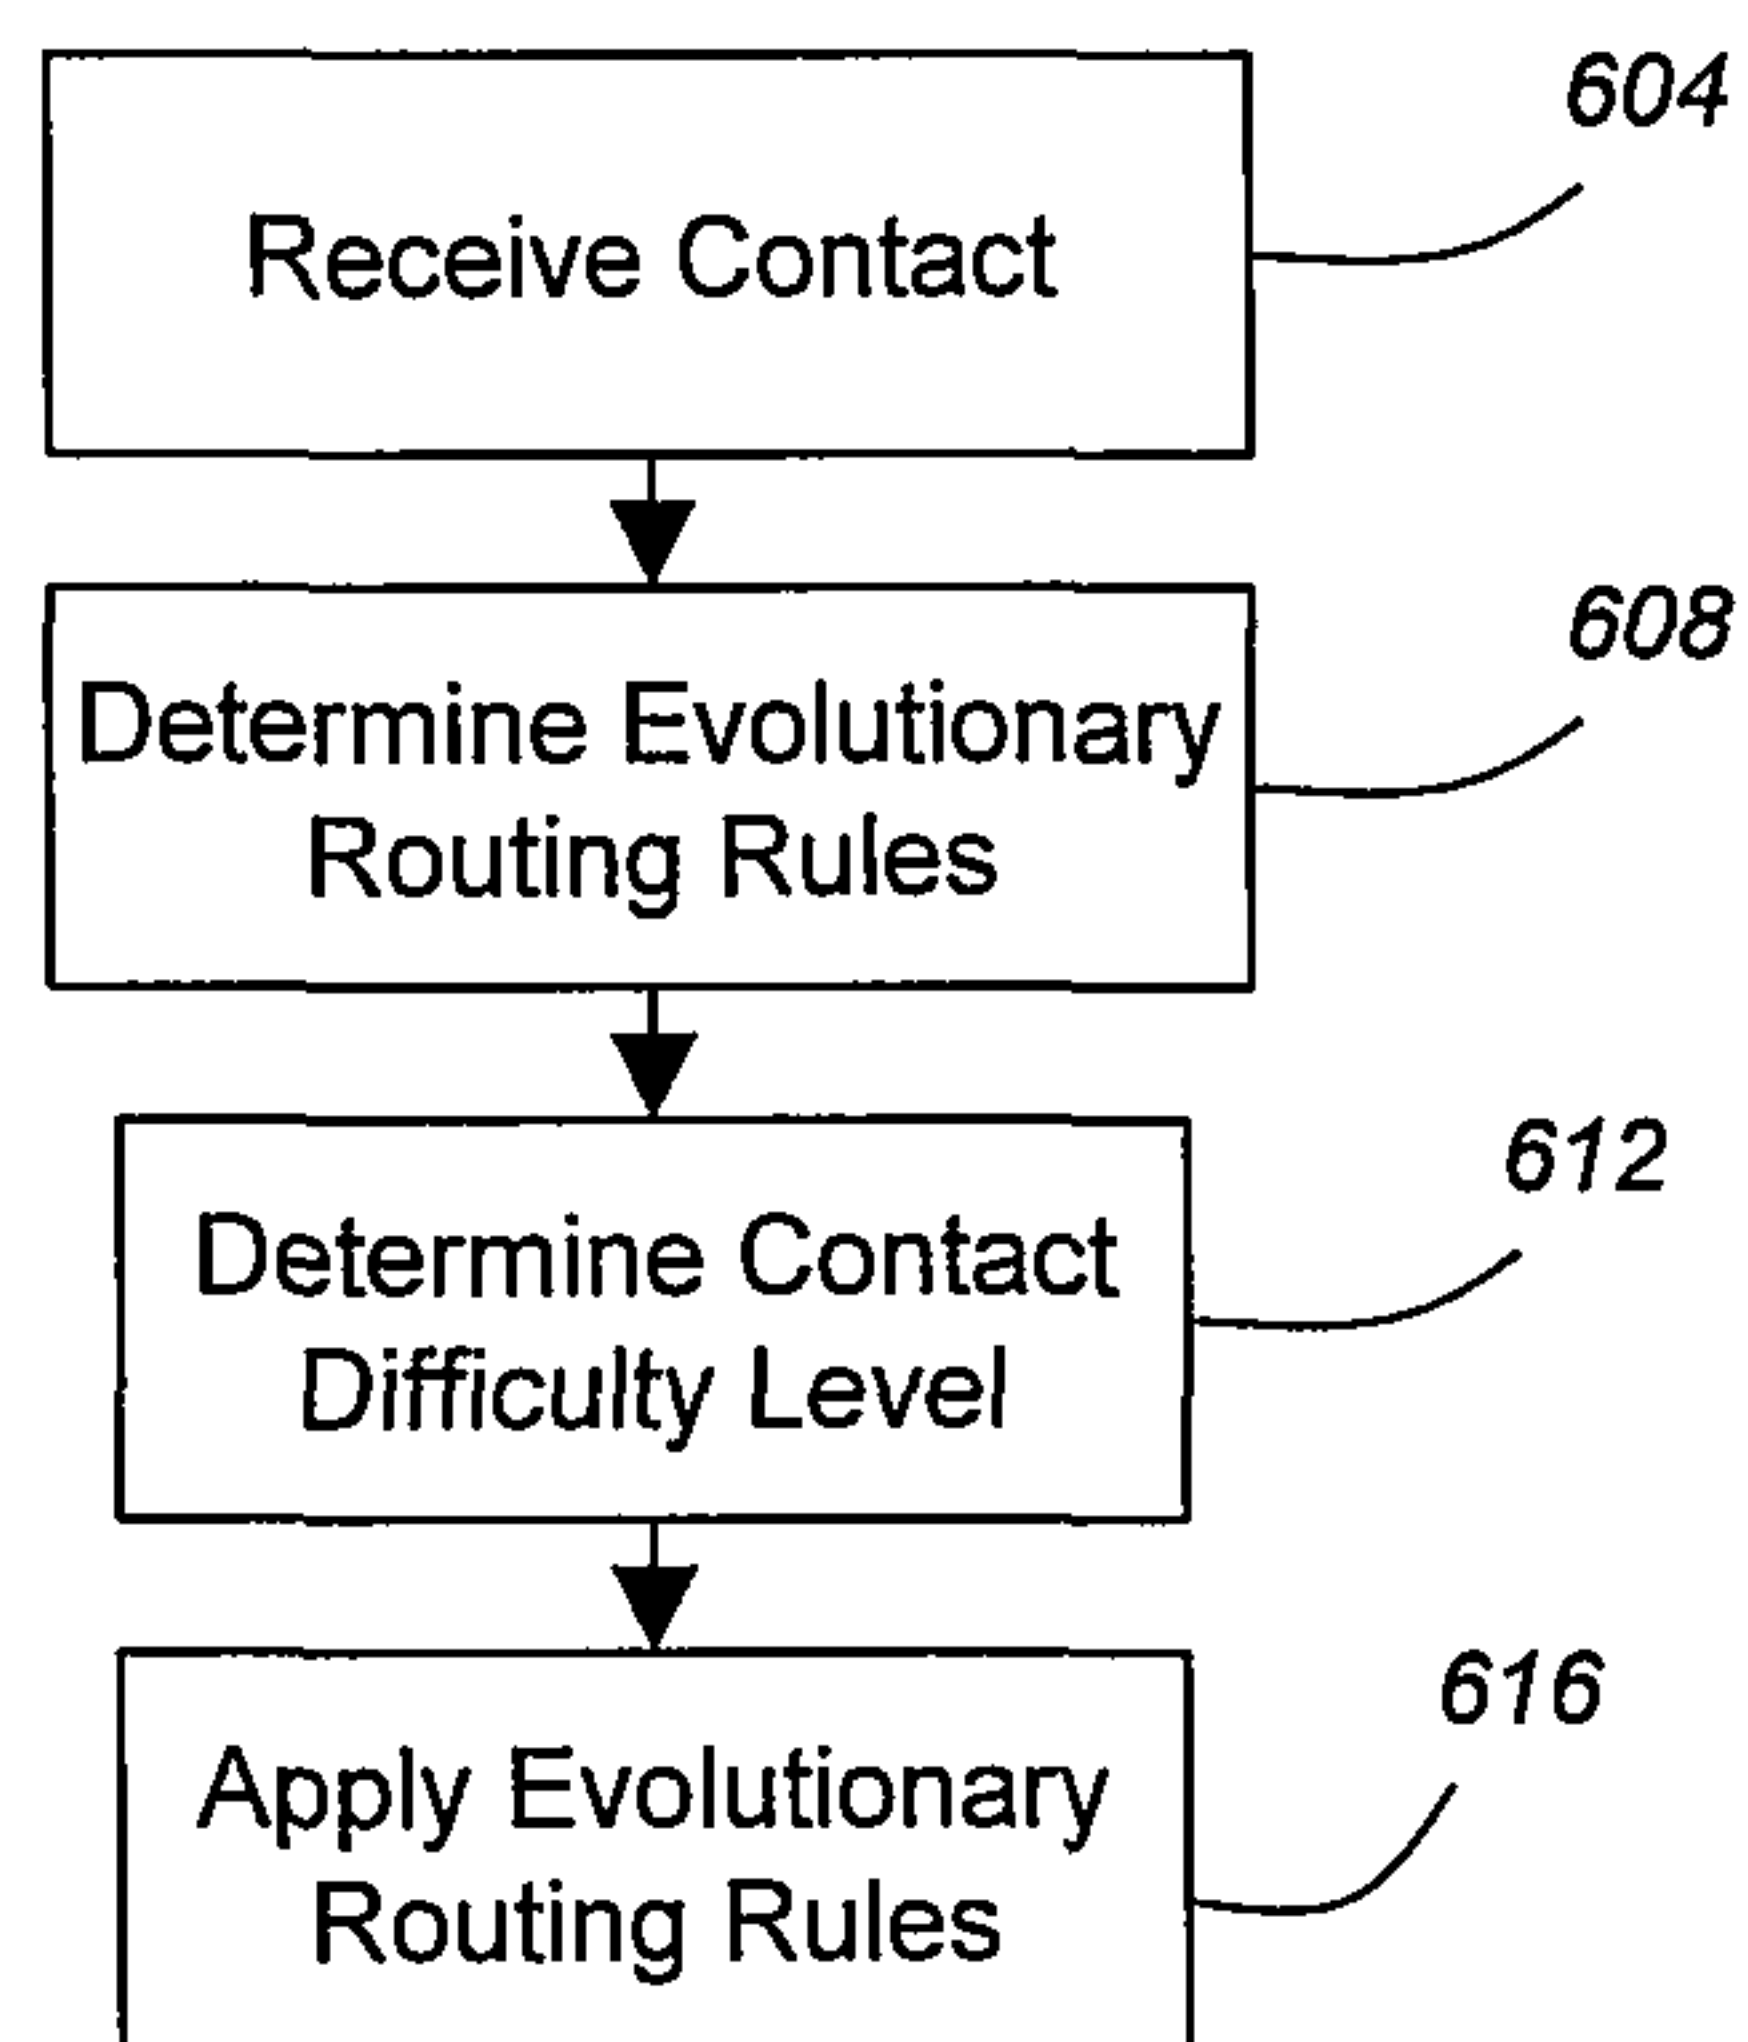 604
Receive Contact
608
Determine Evolutionary
Routing Rules
612
Determine Contact
Difficulty Level
616
Apply Evolutionary
Routing Rules